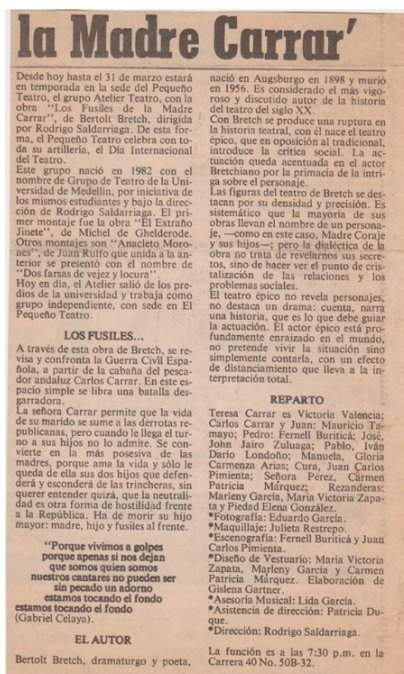 la Madre Carrar’
Desde hoy hasta el 31 de marzo estará
en temporada en la sede del Pequeño
Teatro, el grupo Atelier Teatro, con la
obra “Los Fusiles de la Madre
Carrar”, de Bertolt Bretch, dirigida
por Rodrigo Saldarriaga. De esta for-
ma, el Pequeño Teatro celebra con to-
da su artillería, el Día Internacional
del Teatro.
Este grupo nació en 1982 con el
nombre de Grupo de Teatro de la Uni-
versidad de Medellín, por iniciativa de
los mismos estudiantes y bajo la direc-
ción de Rodrigo Saldarriaga. El pri-
mer montaje fue la obra “El Extraño
Jinete”, de Michel de Ghelderode.
Otros montajes son “Anacleto Moro-
nes”, de Juan Rulfo que unida a la an-
terior se presentó con el nombre de
“Dos farsas de vejez y locura”.
Hoy en día, el Atelier salió de los pre-
dios de la universidad y trabaja como
grupo independiente, con sede en El
Pequeño Teatro.
LOS FUSILES...
A través de esta obra de Bretch, se re-
visa y confronta la Guerra Civil Espa-
ñola, a partir de la cabaña del pesca-
dor andaluz Carlos Carrar. En este es-
pacio simple se libra una batalla des-
garradora.
La señora Carrar permite que la vida
de su marido se sume a las derrotas re-
publicanas, pero cuando le llega el tur-
no a sus hijos no lo admite. Se con-
vierte en la más posesiva de las
madres, porque ama la vida y sólo le
queda de ella sus dos hijos que defen-
derá y esconderá de las trincheras, sin
querer entender quizá, que la neutrali-
dad es otra forma de hostilidad frente
a la República. Ha de morir su hijo
mayor: madre, hijo y fusiles al frente.
“Porque vivimos a golpes
porque apenas si nos dejan
que somos quien somos
nuestros cantares no pueden ser
sin pecado un adorno
estamos tocando el fondo
estamos tocando el fondo
(Gabriel Celaya).
EL AUTOR
Bertolt Bretch, dramaturgo y poeta,
nació en Augsburgo en 1898 y murió
en 1956. Es considerado el más vigo-
roso y discutido autor de la historia
del teatro del siglo XX.
Con Bretch se produce una ruptura en
la historia teatral, con él nace el teatro
épico, que en oposición al tradicional,
introduce la crítica social. La ac-
tuación queda acentuada en el actor
Bretchiano por la primacía de la intri-
ga sobre el personaje.
Las figuras del teatro de Bretch se des-
tacan por su densidad y precisión. Es
sistemático que la mayoría de sus
obras llevan el nombre de un persona-
je, —como en este caso, Madre Coraje
y sus hijos—; pero la dialéctica de la
obra no trata de revelarnos sus secre-
tos, sino de hacer ver el punto de cris-
talización de las relaciones y los
problemas sociales.
El teatro épico no revela personajes,
no destaca un drama: cuenta, narra
una historia, que es lo que debe guiar
la actuación. El actor épico está pro-
fundamente enraizado en el mundo,
no pretende vivir la situación sino
simplemente contarla, con un efecto
de distanciamiento que lleva a la in-
terpretación total.
REPARTO
Teresa Carrar es Victoria Valencia;
Carlos Carrar y Juan: Mauricio Ta-
mayo; Pedro: Fernell Buriticá; José,
John Jairo Zuluaga; Pablo, Iván
Darío Londoño; Manuela, Gloria
Carmenza Arias; Cura, Juan Carlos
Pimienta; Señora Pérez, Carmen
Patricia Márquez; Rezanderas:
Marleny García, María Victoria Zapa-
ta y Piedad Elena González.
*Fotografía: Eduardo García.
*Maquillaje: Julieta Restrepo.
*Escenografía: Fernell Buriticá y Juan
Carlos Pimienta.
*Diseño de Vestuario: María Victoria
Zapata, Marleny García y Carmen
Patricia Márquez. Elaboración de
Gislena Gartner.
*Asesoría Musical: Lida García.
*Asistencia de dirección: Patricia Du-
que.
*Dirección: Rodrigo Saldarriaga.
La función es a las 7:30 p.m. en la
Carrera 40 No. 50B-32.